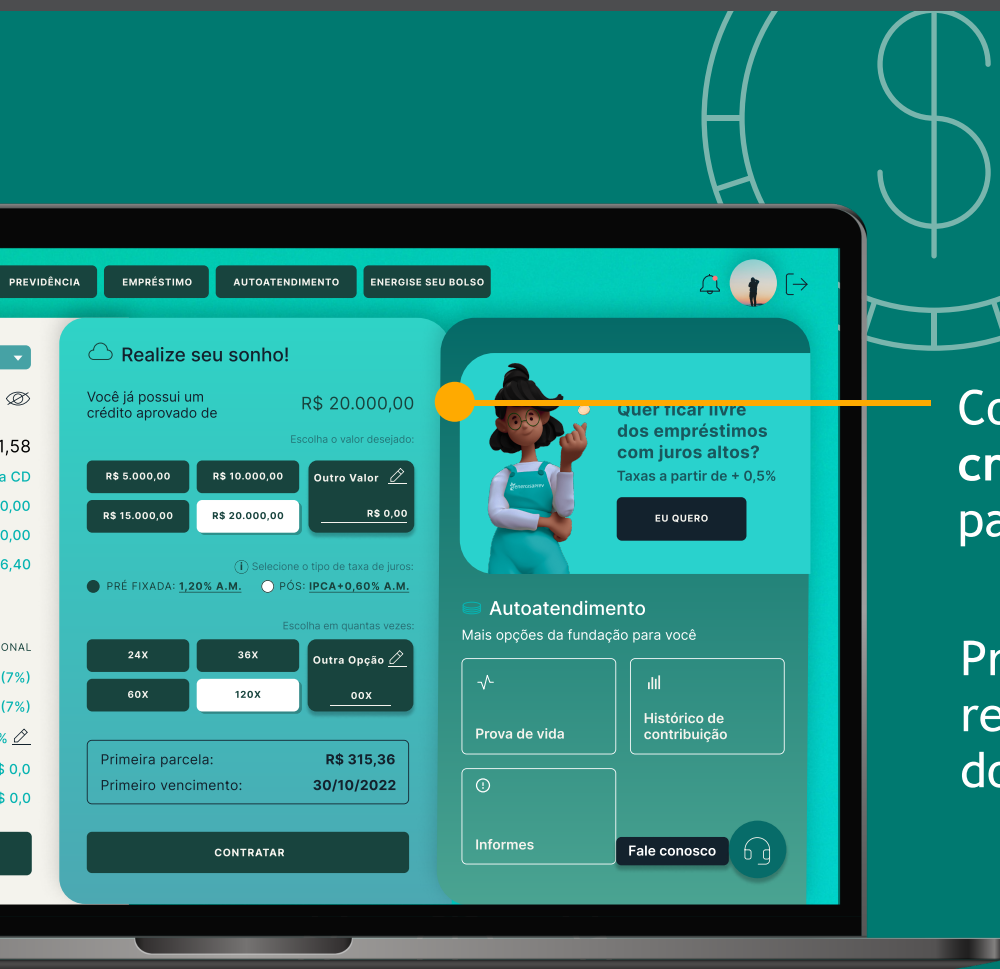 PREVIDÊNCIA
EMPRÉSTIMO
AUTOATENDIMENTO
ENERGISE SEU BOLSO
1,58
a CD
0,00
0,00
6,40
ONAL
(7%)
(7%)
%
$ 0,0
$ 0,0
Realize seu sonho!
Você já possui um
crédito aprovado de
R$ 20.000,00
Escolha o valor desejado:
R$ 5.000,00
R$ 10.000,00
Outro Valor
R$ 15.000,00
R$ 20.000,00
R$ 0,00
Selecione o tipo de taxa de juros:
PRÉ FIXADA: 1,20% A.M.
PÓS: IPCA+0,60% A.M.
Escolha em quantas vezes:
24X
36X
Outra Opção
60X
120X
00X
Primeira parcela: R$ 315,36
Primeiro vencimento: 30/10/2022
CONTRATAR
Quer ficar livre
dos empréstimos
com juros altos?
Taxas a partir de + 0,5%
EU QUERO
Autoatendimento
Mais opções da fundação para você
Prova de vida
Histórico de
contribuição
Informes
Fale conosco
Co
cr
pa
Pr
re
do